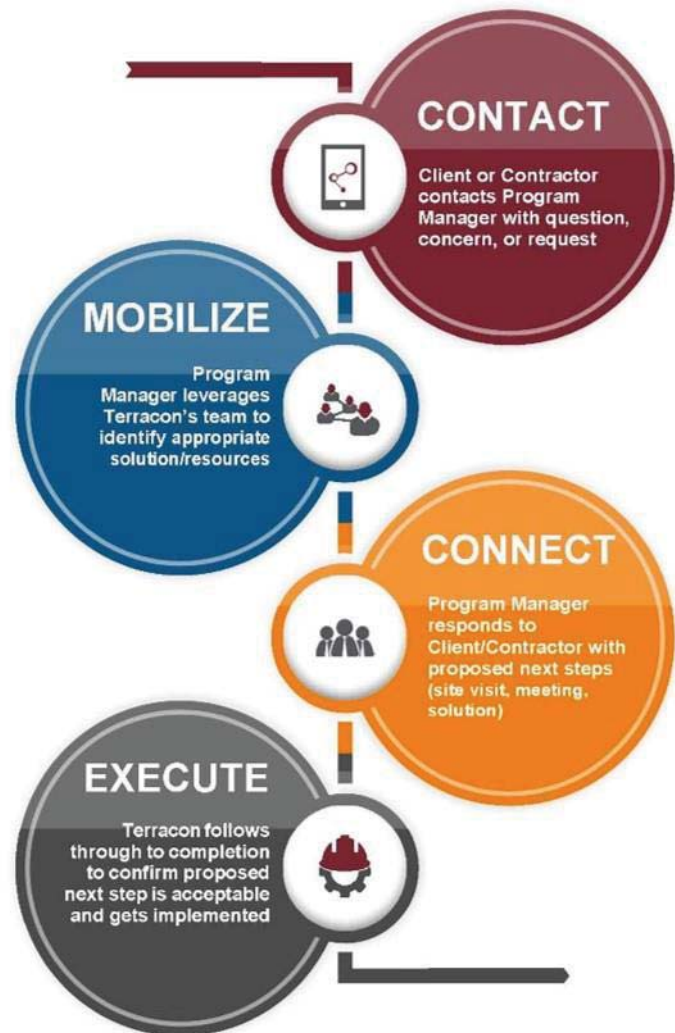 CONTACT
Client or Contractor
contacts Program
Manager with question,
concern, or request
MOBILIZE
Program
Manager leverages
Terracon's team to
identify appropriate
solution/resources
CONNECT
Program Manager
responds to
Client/Contractor with
proposed next steps
(site visit, meeting,
solution)
EXECUTE
Terracon follows
through to completion
to confirm proposed
next step is acceptable
and gets implemented